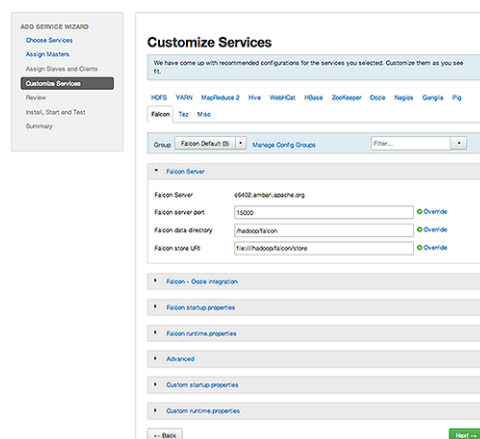 ADD SERVICE WIZARD
Choose Services
Assign Masters
Assign Slaves and Clients
Customize Services
Review
Install, Start and Test
Summary
Customize Services
We have come up with recommended configurations for the services you selected. Customize them as you see
fit.
HDFS YARN MapReduce 2 Hive WebHCat HBase ZooKeeper Oozie Nagios Ganglia Pig
Falcon Tez Misc
Group Falcon Default (3) Manage Config Groups Filter...
Falcon Server
Falcon Server c6402.ambari.apache.org
Falcon server port 15000 Override
Falcon data directory /hadoop/falcon Override
Falcon store URI file:///hadoop/falcon/store Override
Falcon - Oozie integration
Falcon startup.properties
Falcon runtime.properties
Advanced
Custom startup.properties
Custom runtime.properties
← Back Next →